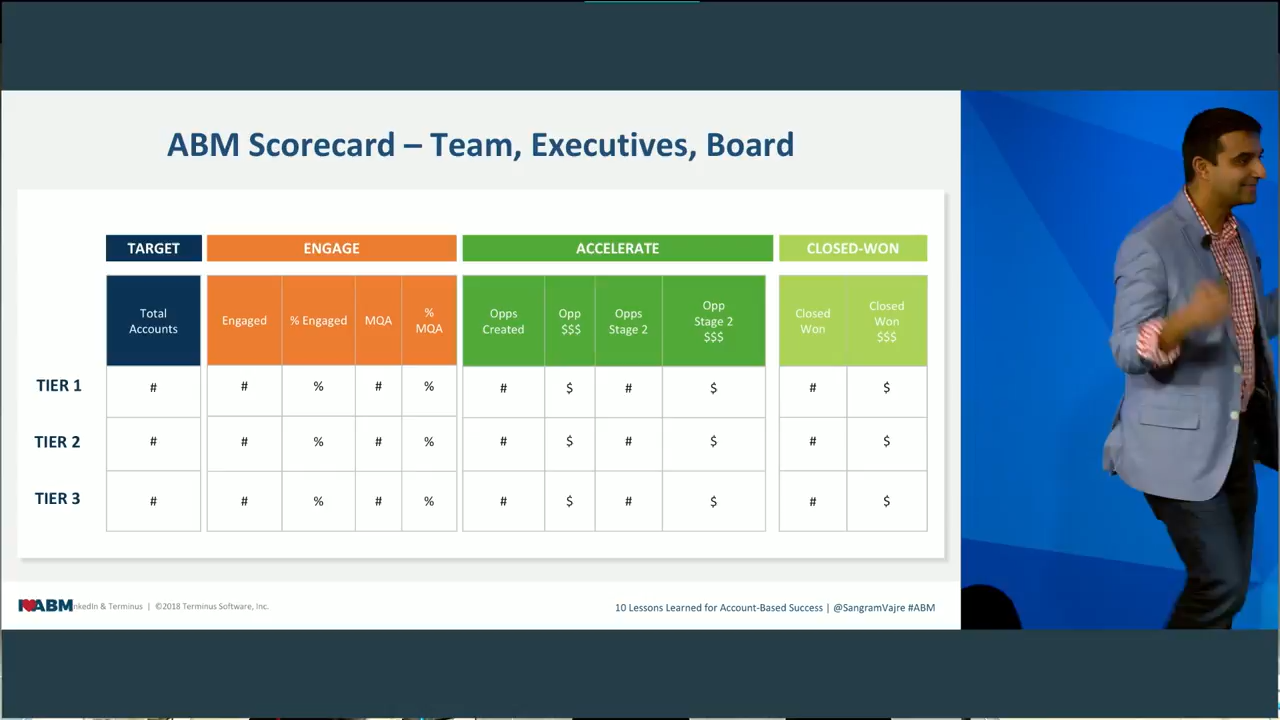 ABM Scorecard – Team, Executives, Board
TARGET ENGAGE ACCELERATE CLOSED-WON
Total Accounts Engaged % Engaged MQA % MQA Opps Created Opp $$$ Opps Stage 2 Opp Stage 2 $$$ Closed Won Closed Won $$$
TIER 1 # # % # % # $ # $ # $
TIER 2 # # % # % # $ # $ # $
TIER 3 # # % # % # $ # $ # $
ABM nkedIn & Terminus | ©2018 Terminus Software, Inc.
10 Lessons Learned for Account-Based Success | @SangramVajre #ABM